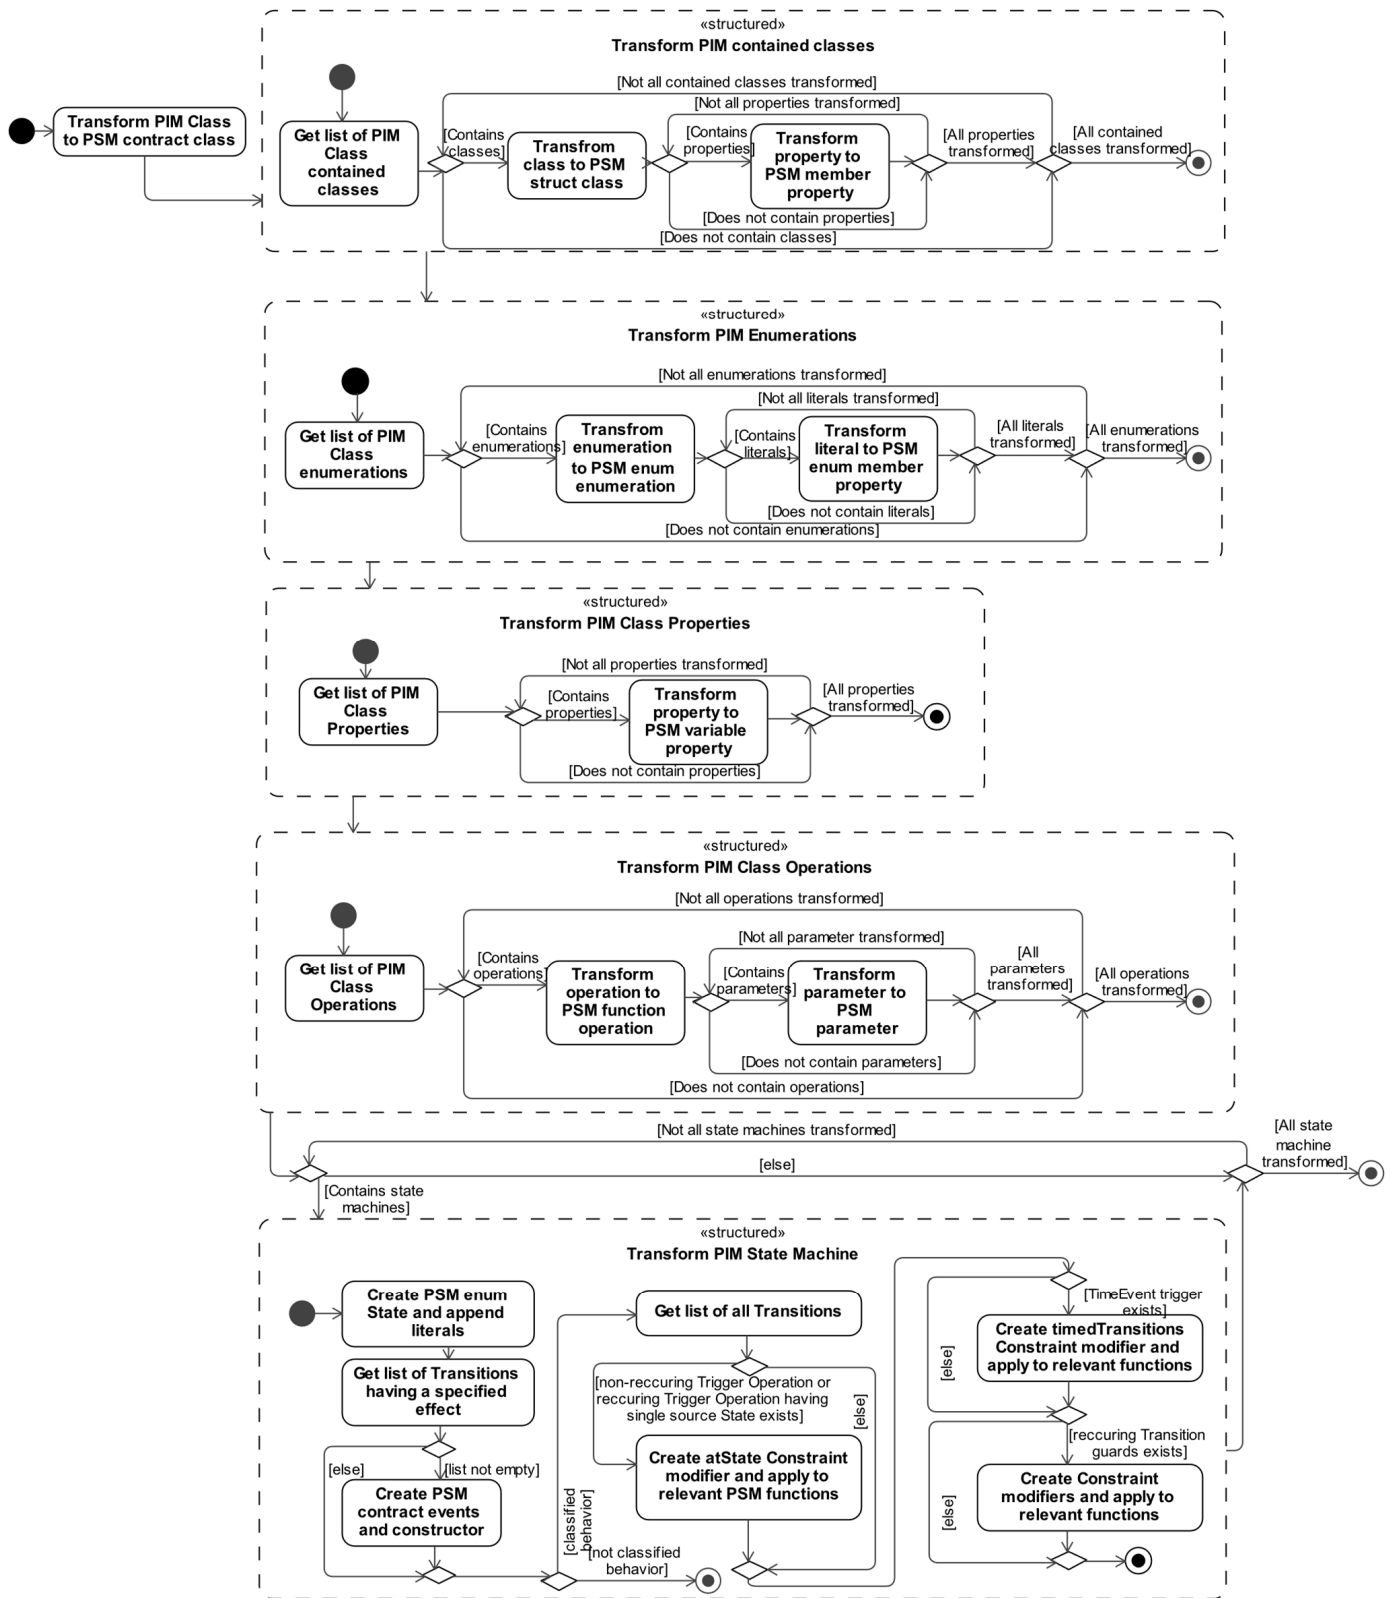 «structured»
Transform PIM contained classes
[Not all contained classes transformed]
[Not all properties transformed]
Transform PIM Class
to PSM contract class
Get list of PIM
Class
contained
classes
[Contains
classes]
Transfrom
class to PSM
struct class
[Contains
properties]
Transform
property to
PSM member
property
[All properties
transformed]
[All contained
classes transformed]
[Does not contain properties]
[Does not contain classes]
«structured»
Transform PIM Enumerations
[Not all enumerations transformed]
[Not all literals transformed]
Get list of PIM
Class
enumerations
[Contains
enumerations]
Transfrom
enumeration
to PSM enum
enumeration
[Contains
literals]
Transform
literal to PSM
enum member
property
[All literals
transformed]
[All enumerations
transformed]
[Does not contain literals]
[Does not contain enumerations]
«structured»
Transform PIM Class Properties
[Not all properties transformed]
Get list of PIM
Class
Properties
[Contains
properties]
Transform
property to
PSM variable
property
[All properties
transformed]
[Does not contain properties]
«structured»
Transform PIM Class Operations
[Not all operations transformed]
[Not all parameter transformed]
Get list of PIM
Class
Operations
[Contains
operations]
Transform
operation to
PSM function
operation
[Contains
parameters]
Transform
parameter to
PSM
parameter
[All
parameters
transformed]
[All operations
transformed]
[Does not contain parameters]
[Does not contain operations]
[Not all state machines transformed]
[else]
[All state
machine
transformed]
[Contains state
machines]
«structured»
Transform PIM State Machine
Create PSM enum
State and append
literals
Get list of Transitions
having a specified
effect
[else]
[list not empty]
Create PSM
contract events
and constructor
[classified
behavior]
[not classified
behavior]
Get list of all Transitions
[non-reccuring Trigger Operation or
reccuring Trigger Operation having
single source State exists]
[else]
Create atState Constraint
modifier and apply to
relevant PSM functions
[TimeEvent trigger
exists]
[else]
Create timedTransitions
Constraint modifier and
apply to relevant functions
[reccuring Transition
guards exists]
[else]
Create Constraint
modifiers and apply to
relevant functions